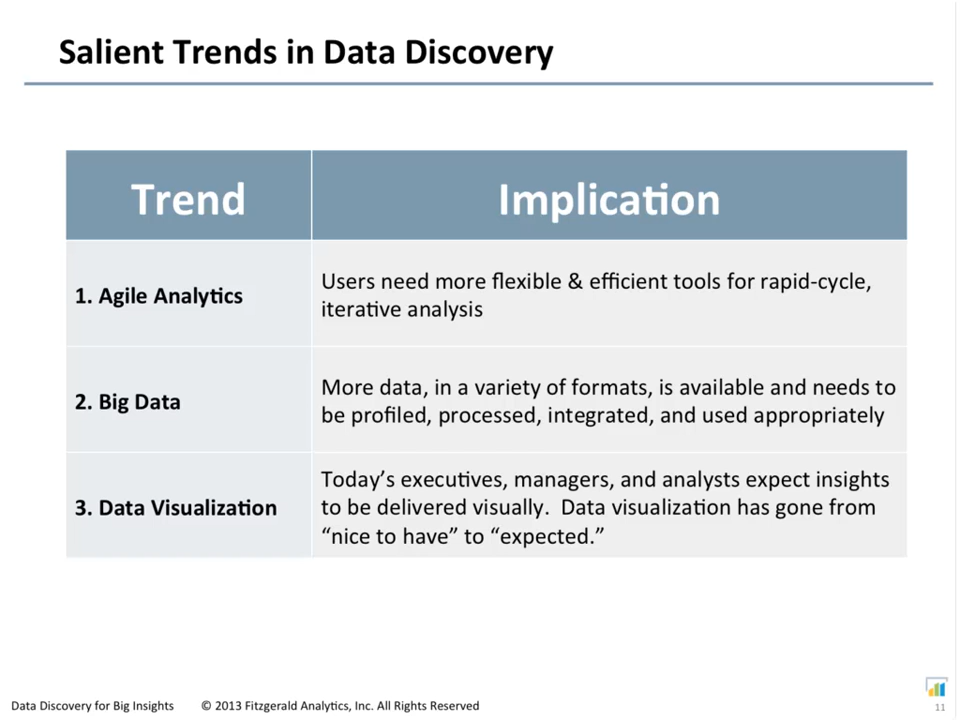 Salient Trends in Data Discovery
Trend
Implication
1. Agile Analytics
Users need more flexible & efficient tools for rapid-cycle,
iterative analysis
2. Big Data
More data, in a variety of formats, is available and needs to
be profiled, processed, integrated, and used appropriately
3. Data Visualization
Today’s executives, managers, and analysts expect insights
to be delivered visually.  Data visualization has gone from
“nice to have” to “expected.”
Data Discovery for Big Insights
© 2013 Fitzgerald Analytics, Inc. All Rights Reserved
11